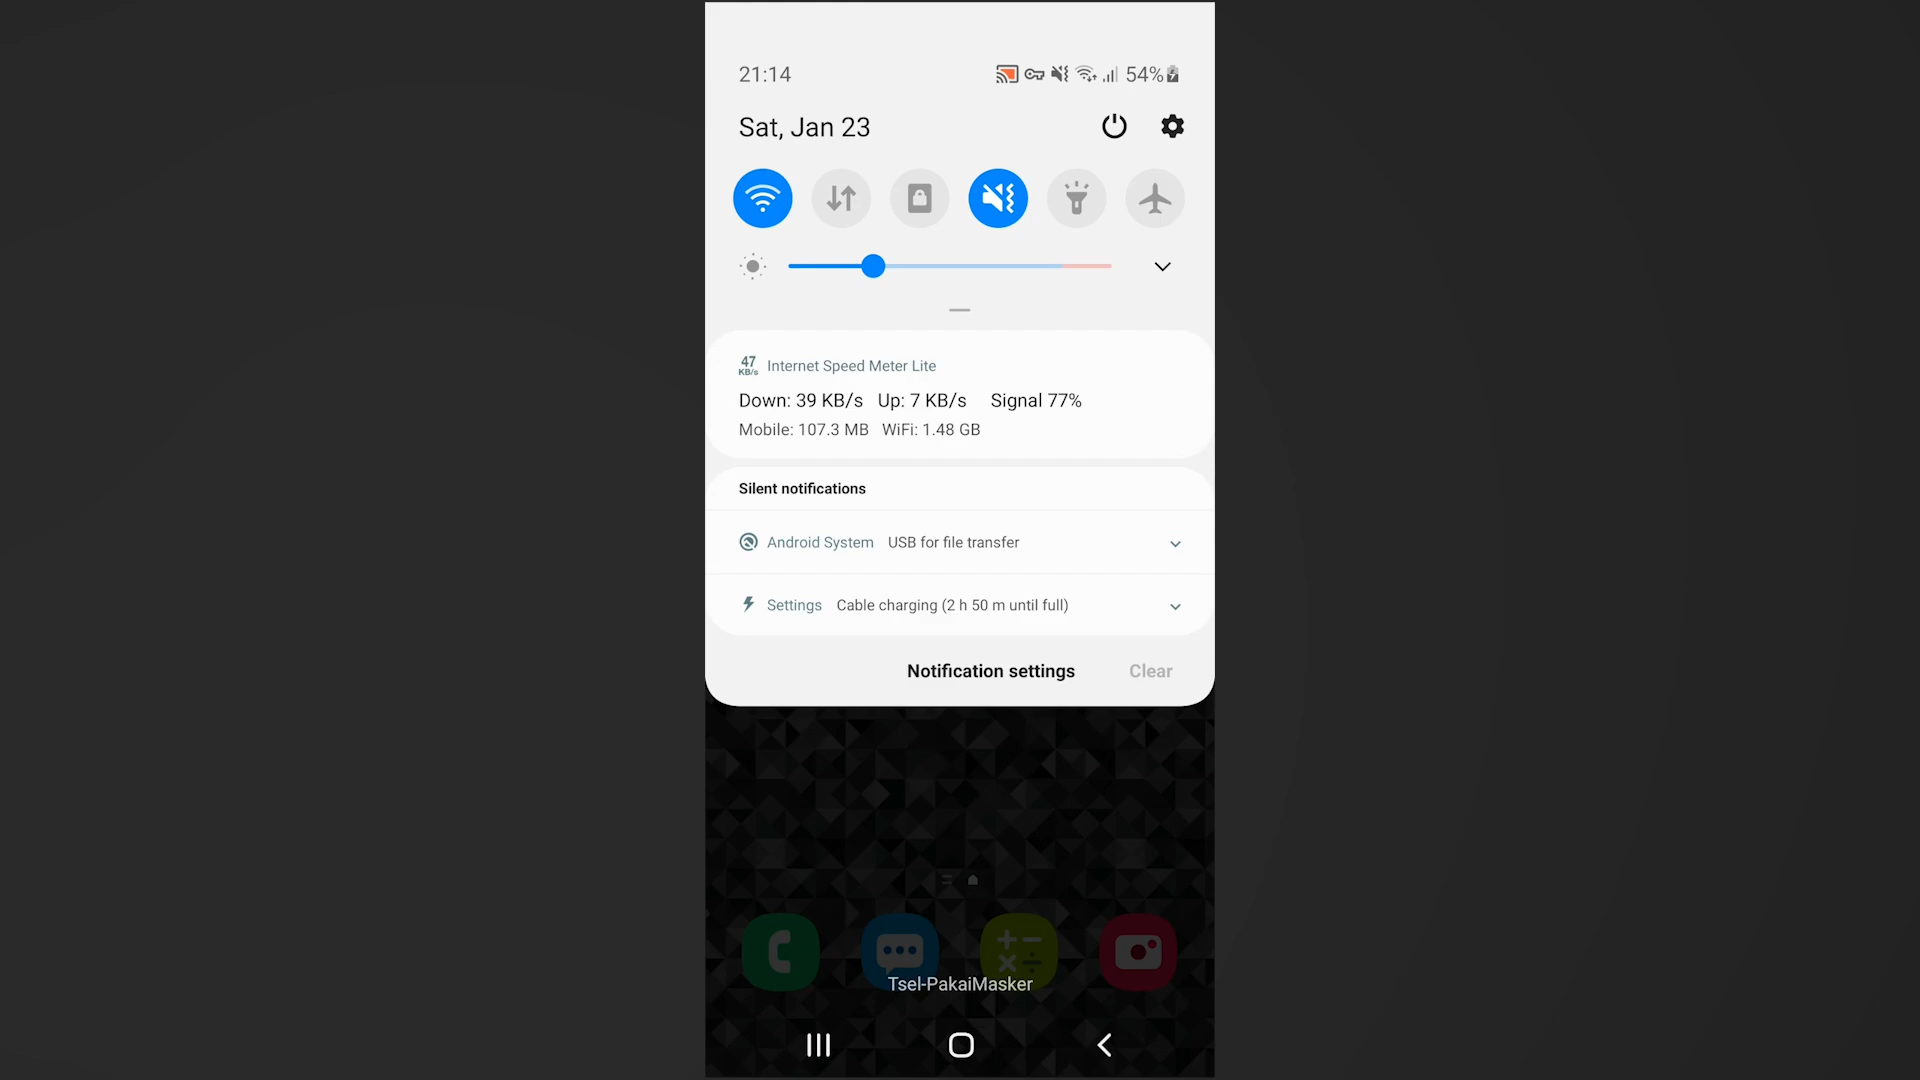 21:14 54%
Sat, Jan 23
47 KB/s Internet Speed Meter Lite
Down: 39 KB/s Up: 7 KB/s Signal 77%
Mobile: 107.3 MB WiFi: 1.48 GB
Silent notifications
Android System USB for file transfer
Settings Cable charging (2 h 50 m until full)
Notification settings Clear
Tsel-PakaiMasker